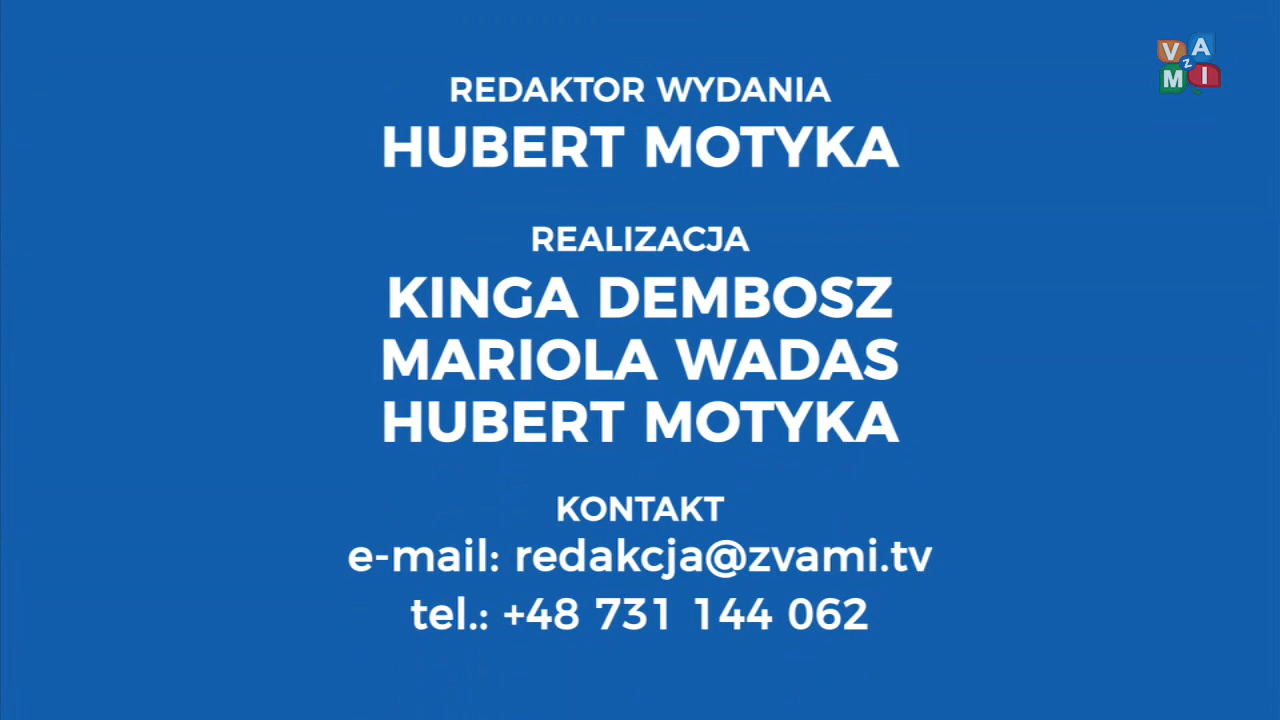 REDAKTOR WYDANIA
HUBERT MOTYKA
REALIZACJA
KINGA DEMBOSZ
MARIOLA WADAS
HUBERT MOTYKA
KONTAKT
e-mail: redakcja@zvami.tv
tel.: +48 731 144 062
Z VAMI